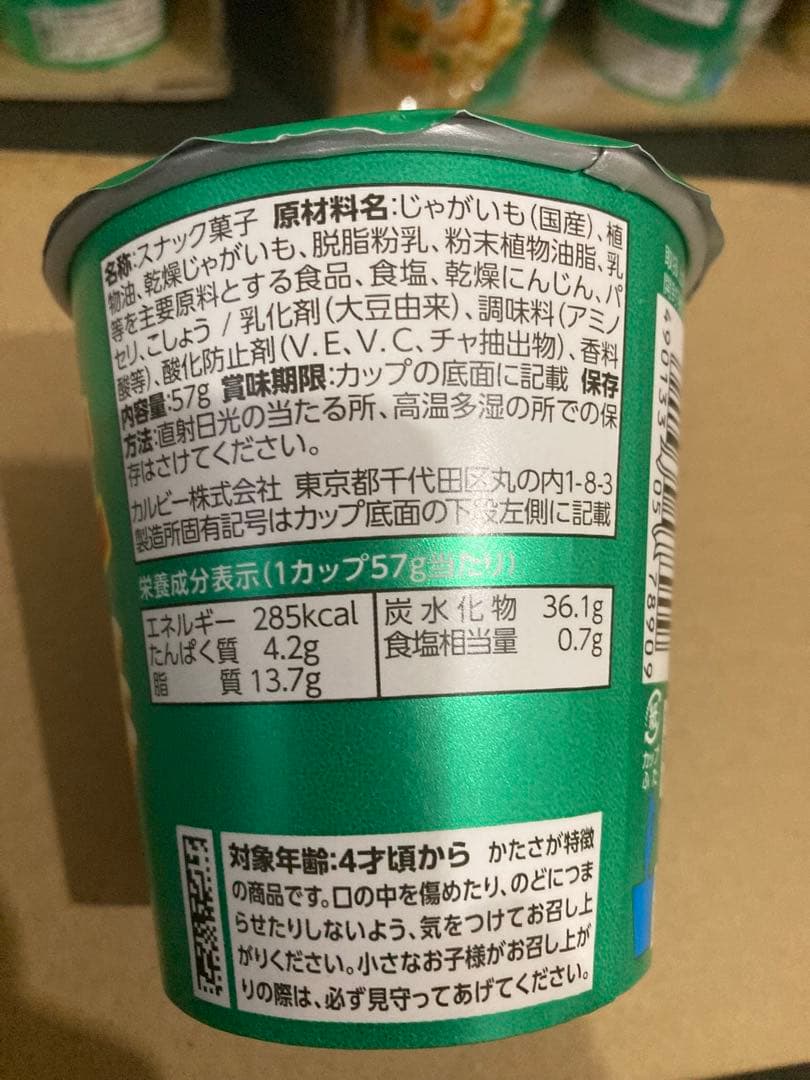 名称:スナック菓子 原材料名:じゃがいも(国産)、植
物油、乾燥じゃがいも、脱脂粉乳、粉末植物油脂、乳
等を主要原料とする食品、食塩、乾燥にんじん、パ
セリ、こしょう / 乳化剤(大豆由来)、調味料(アミノ
酸等)、酸化防止剤(V.E、V.C、チャ抽出物)、香料
内容量:57g 賞味期限:カップの底面に記載 保存
方法:直射日光の当たる所、高温多湿の所での保
存はさけてください。
カルビー株式会社 東京都千代田区丸の内1-8-3
製造所固有記号はカップ底面の下段左側に記載
栄養成分表示(1カップ57g当たり)
エネルギー 285kcal
たんぱく質 4.2g
脂質 13.7g
炭水化物 36.1g
食塩相当量 0.7g
対象年齢:4才頃から かたさが特徴
の商品です。口の中を傷めたり、のどにつま
らせたりしないよう、気をつけてお召し上
がりください。小さなお子様がお召し上が
りの際は、必ず見守ってあげてください。
4901332 05 78909
紙
カップ